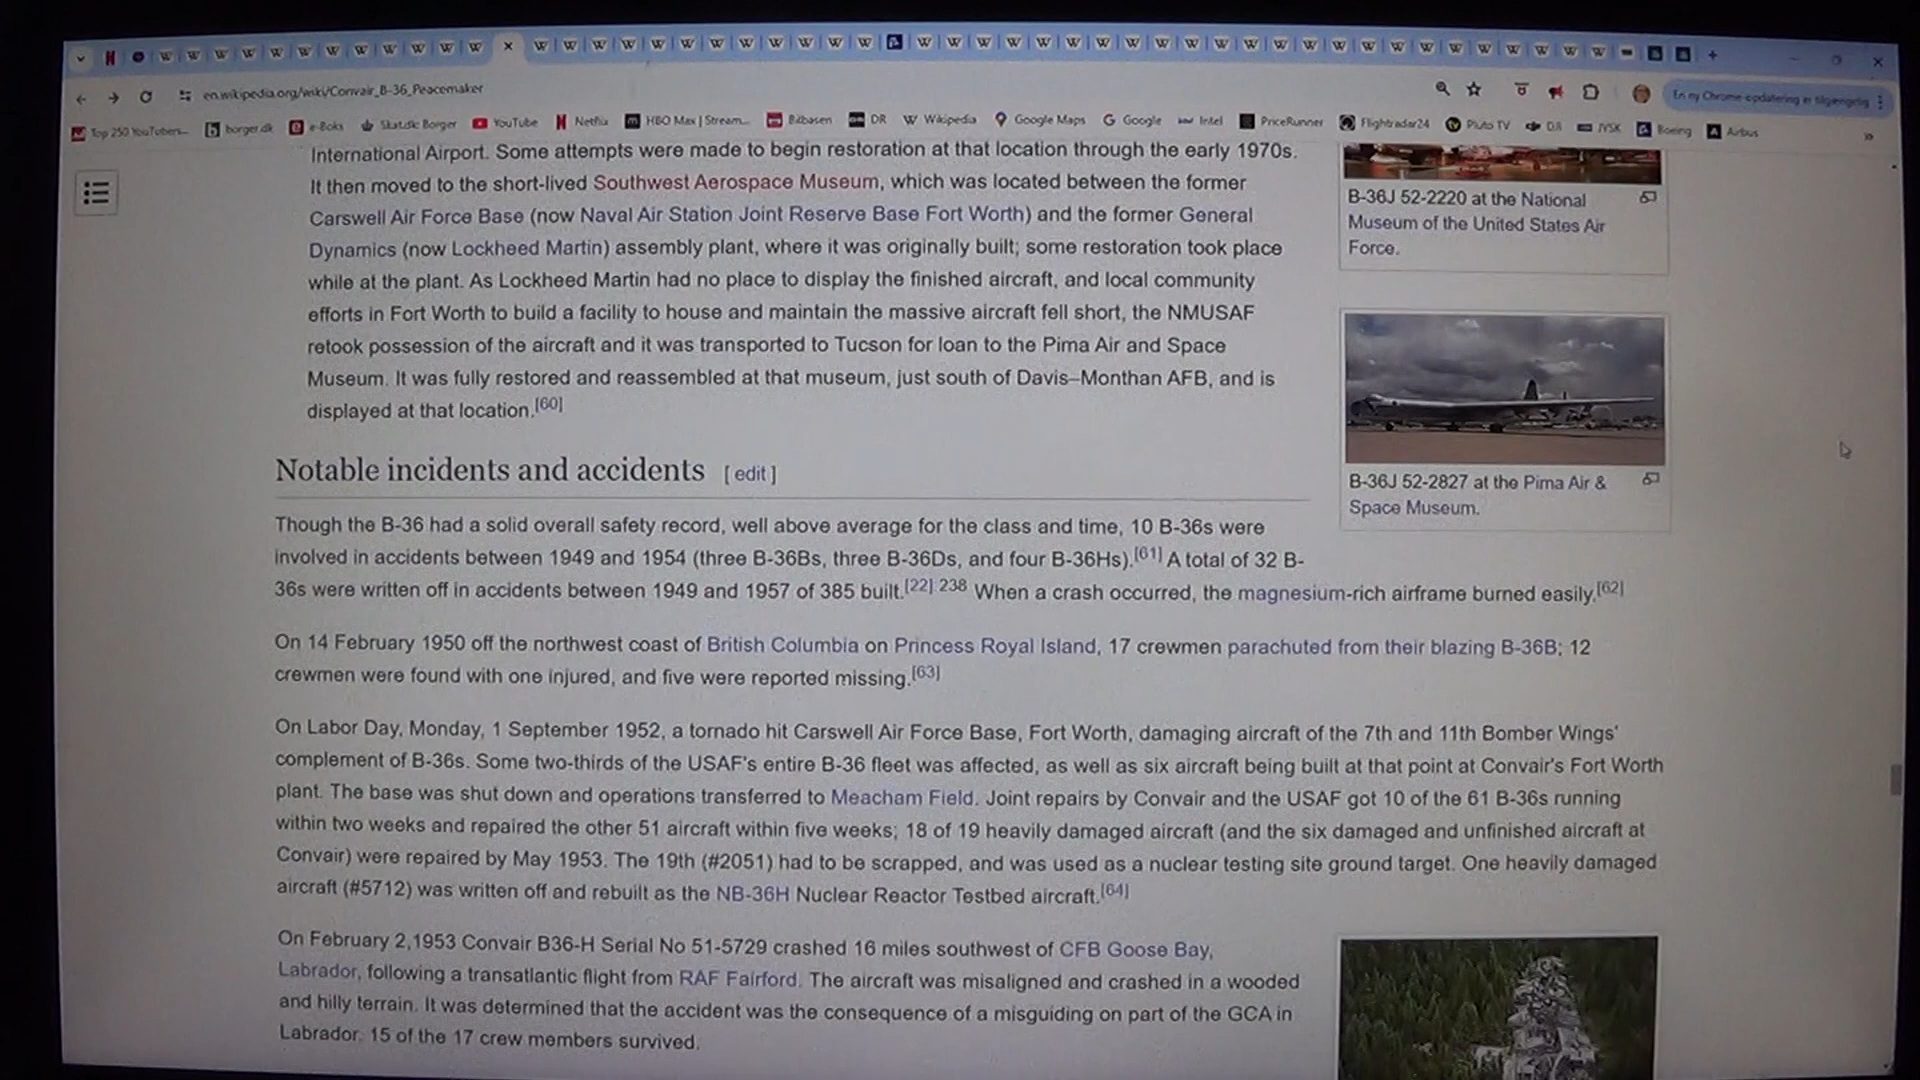 en.wikipedia.org/wiki/Convair_B-36_Peacemaker
En ny Chrome-opdatering er tilgængelig
Top 250 YouTubers...
borger.dk
e-Boks
Skat.dk: Borger
YouTube
Netflix
HBO Max | Stream...
Bilbasen
DR
Wikipedia
Google Maps
Google
Intel
PriceRunner
Flightradar24
Pluto TV
DJI
JYSK
Boeing
Airbus
International Airport. Some attempts were made to begin restoration at that location through the early 1970s.
It then moved to the short-lived Southwest Aerospace Museum, which was located between the former
Carswell Air Force Base (now Naval Air Station Joint Reserve Base Fort Worth) and the former General
Dynamics (now Lockheed Martin) assembly plant, where it was originally built; some restoration took place
while at the plant. As Lockheed Martin had no place to display the finished aircraft, and local community
efforts in Fort Worth to build a facility to house and maintain the massive aircraft fell short, the NMUSAF
retook possession of the aircraft and it was transported to Tucson for loan to the Pima Air and Space
Museum. It was fully restored and reassembled at that museum, just south of Davis–Monthan AFB, and is
displayed at that location.[60]
B-36J 52-2220 at the National
Museum of the United States Air
Force.
B-36J 52-2827 at the Pima Air &
Space Museum.
Notable incidents and accidents [ edit ]
Though the B-36 had a solid overall safety record, well above average for the class and time, 10 B-36s were
involved in accidents between 1949 and 1954 (three B-36Bs, three B-36Ds, and four B-36Hs).[61] A total of 32 B-
36s were written off in accidents between 1949 and 1957 of 385 built.[22]:238 When a crash occurred, the magnesium-rich airframe burned easily.[62]
On 14 February 1950 off the northwest coast of British Columbia on Princess Royal Island, 17 crewmen parachuted from their blazing B-36B; 12
crewmen were found with one injured, and five were reported missing.[63]
On Labor Day, Monday, 1 September 1952, a tornado hit Carswell Air Force Base, Fort Worth, damaging aircraft of the 7th and 11th Bomber Wings'
complement of B-36s. Some two-thirds of the USAF's entire B-36 fleet was affected, as well as six aircraft being built at that point at Convair's Fort Worth
plant. The base was shut down and operations transferred to Meacham Field. Joint repairs by Convair and the USAF got 10 of the 61 B-36s running
within two weeks and repaired the other 51 aircraft within five weeks; 18 of 19 heavily damaged aircraft (and the six damaged and unfinished aircraft at
Convair) were repaired by May 1953. The 19th (#2051) had to be scrapped, and was used as a nuclear testing site ground target. One heavily damaged
aircraft (#5712) was written off and rebuilt as the NB-36H Nuclear Reactor Testbed aircraft.[64]
On February 2,1953 Convair B36-H Serial No 51-5729 crashed 16 miles southwest of CFB Goose Bay,
Labrador, following a transatlantic flight from RAF Fairford. The aircraft was misaligned and crashed in a wooded
and hilly terrain. It was determined that the accident was the consequence of a misguiding on part of the GCA in
Labrador. 15 of the 17 crew members survived.